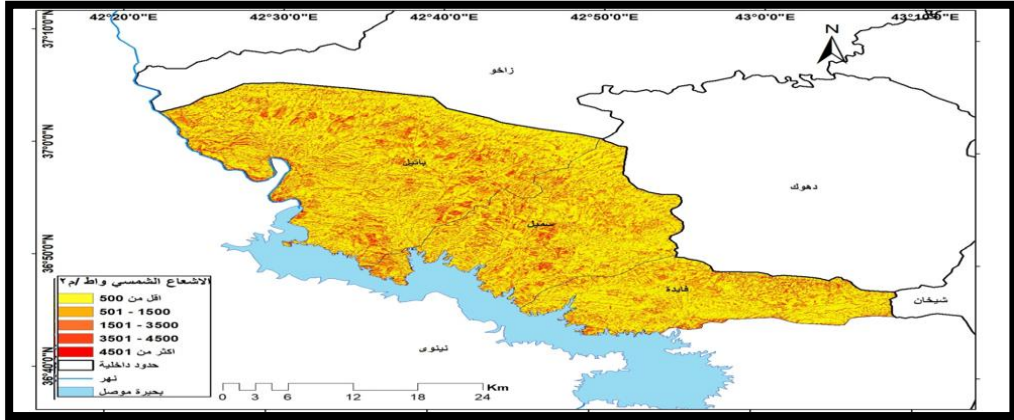 42°20'0"E 42°30'0"E 42°40'0"E 42°50'0"E 43°0'0"E 43°10'0"E
37°10'0"N
37°0'0"N
36°50'0"N
36°40'0"N
N
زاخو
باتيل
دهوك
سميل
فايدة
شيخان
نينوى
الاشعاع الشمسي واط /م٢
اقل من 500
501 - 1500
1501 - 3500
3501 - 4500
اكثر من 4501
حدود داخلية
نهر
بحيرة موصل
Km
0 3 6 12 18 24